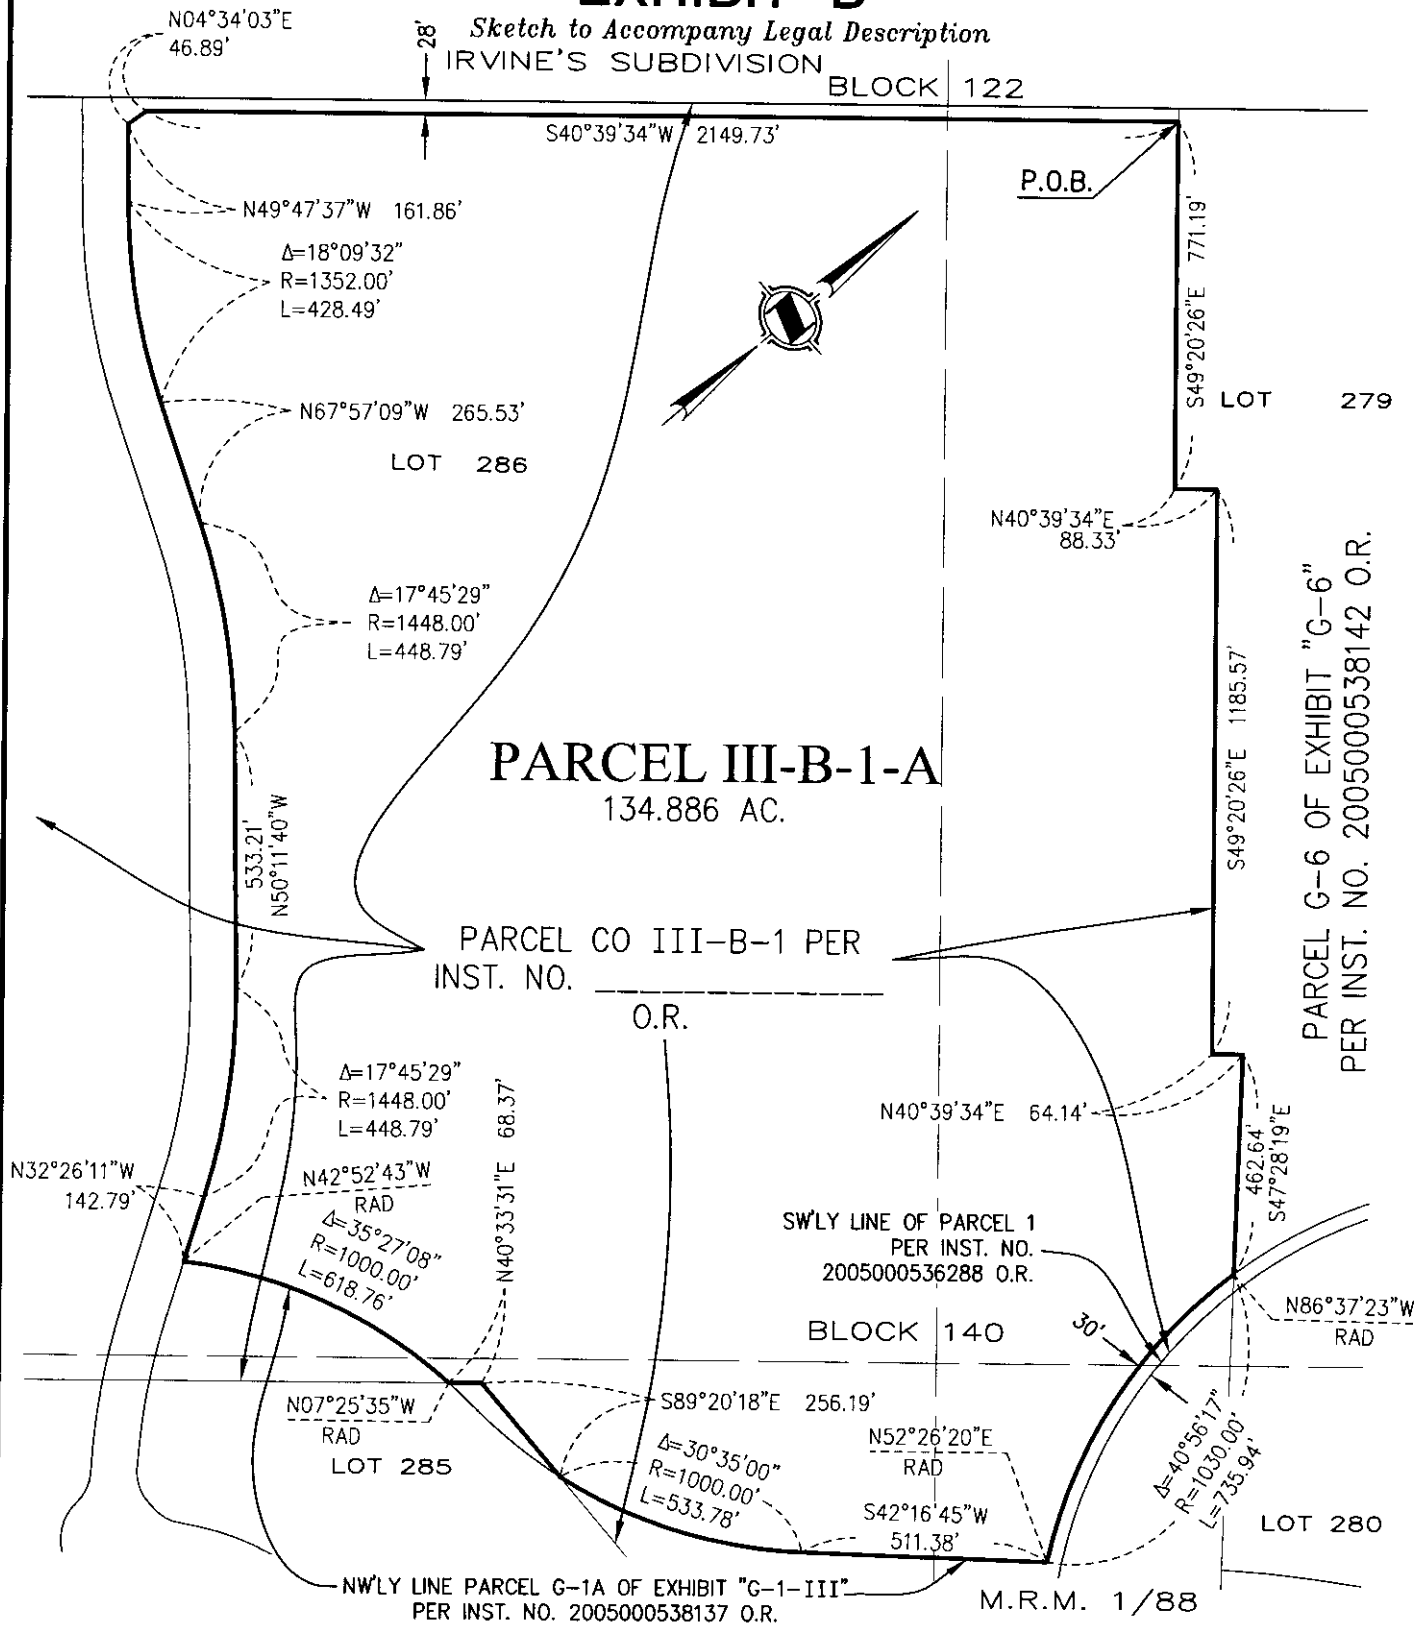 N04°34'03"E
46.89'
28'
Sketch to Accompany Legal Description
IRVINE'S SUBDIVISION
BLOCK 122
S40°39'34"W 2149.73'
P.O.B.
N49°47'37"W 161.86'
Δ=18°09'32"
R=1352.00'
L=428.49'
S49°20'26"E 771.19'
N67°57'09"W 265.53'
LOT 279
LOT 286
N40°39'34"E
88.33'
PARCEL G-6 OF EXHIBIT "G-6"
PER INST. NO. 2005000538142 O.R.
Δ=17°45'29"
R=1448.00'
L=448.79'
S49°20'26"E 1185.57'
PARCEL III-B-1-A
134.886 AC.
533.21'
N50°11'40"W
PARCEL CO III-B-1 PER
INST. NO.
O.R.
Δ=17°45'29"
R=1448.00'
L=448.79'
N40°33'31"E 68.37'
N40°39'34"E 64.14'
462.64'
S47°28'19"E
N32°26'11"W
142.79'
N42°52'43"W
RAD
Δ=35°27'08"
R=1000.00'
L=618.76'
SW'LY LINE OF PARCEL 1
PER INST. NO.
2005000536288 O.R.
N86°37'23"W
RAD
BLOCK 140
30'
N07°25'35"W
RAD
S89°20'18"E 256.19'
LOT 285
Δ=30°35'00"
R=1000.00'
L=533.78'
N52°26'20"E
RAD
S42°16'45"W
511.38'
Δ=40°56'17"
R=1030.00'
L=735.94'
LOT 280
NW'LY LINE PARCEL G-1A OF EXHIBIT "G-1-III"
PER INST. NO. 2005000538137 O.R.
M.R.M. 1/88